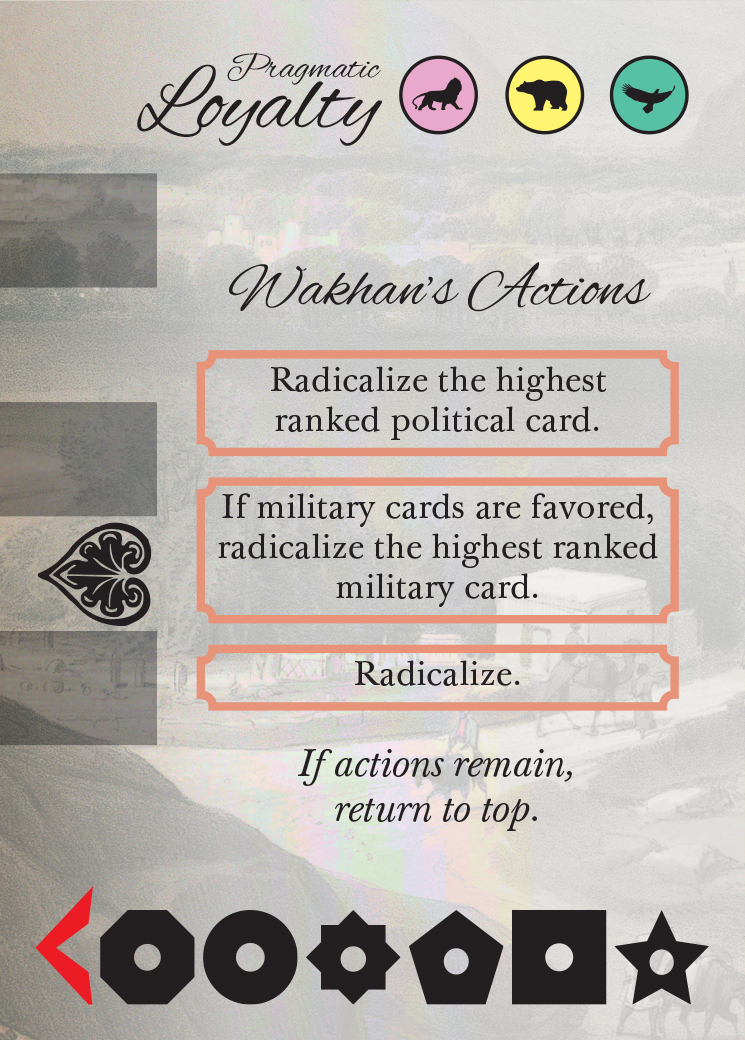 Pragmatic
Loyalty
Wakhan's Actions
Radicalize the highest
ranked political card.
If military cards are favored,
radicalize the highest ranked
military card.
Radicalize.
If actions remain,
return to top.